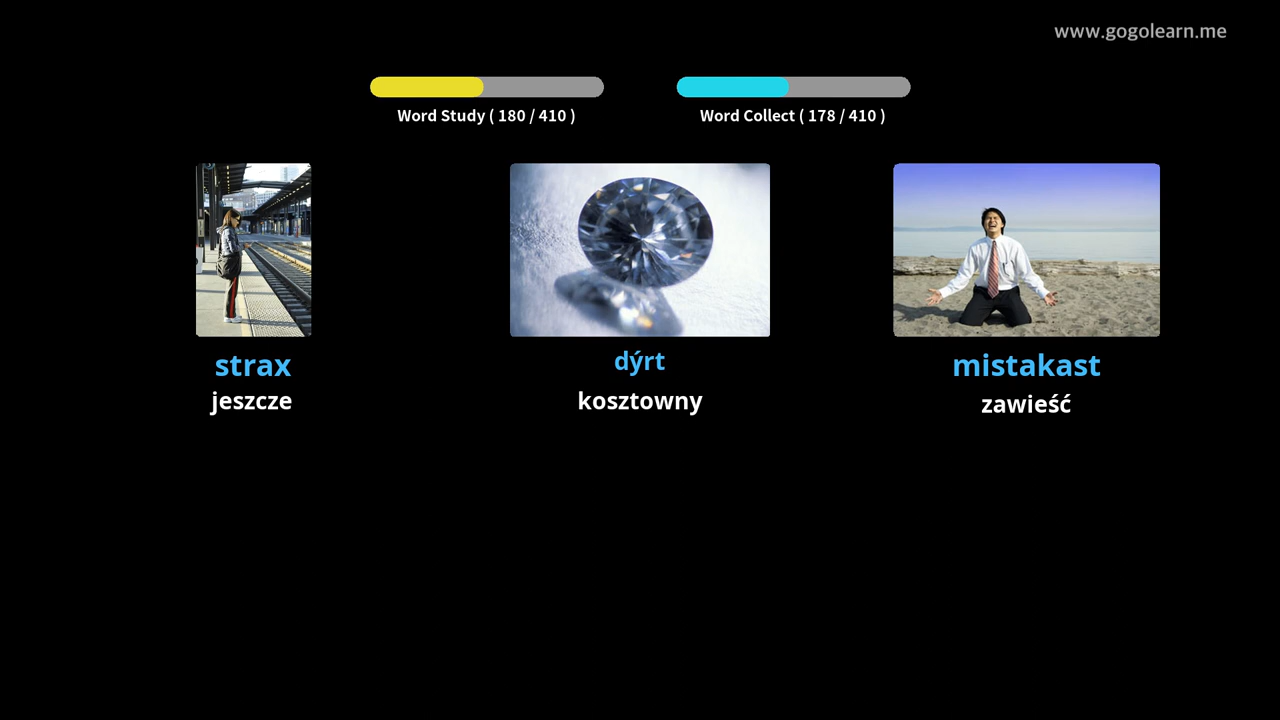 www.gogolearn.me
Word Study ( 180 / 410 )
Word Collect ( 178 / 410 )
strax
jeszcze
dýrt
kosztowny
mistakast
zawieść